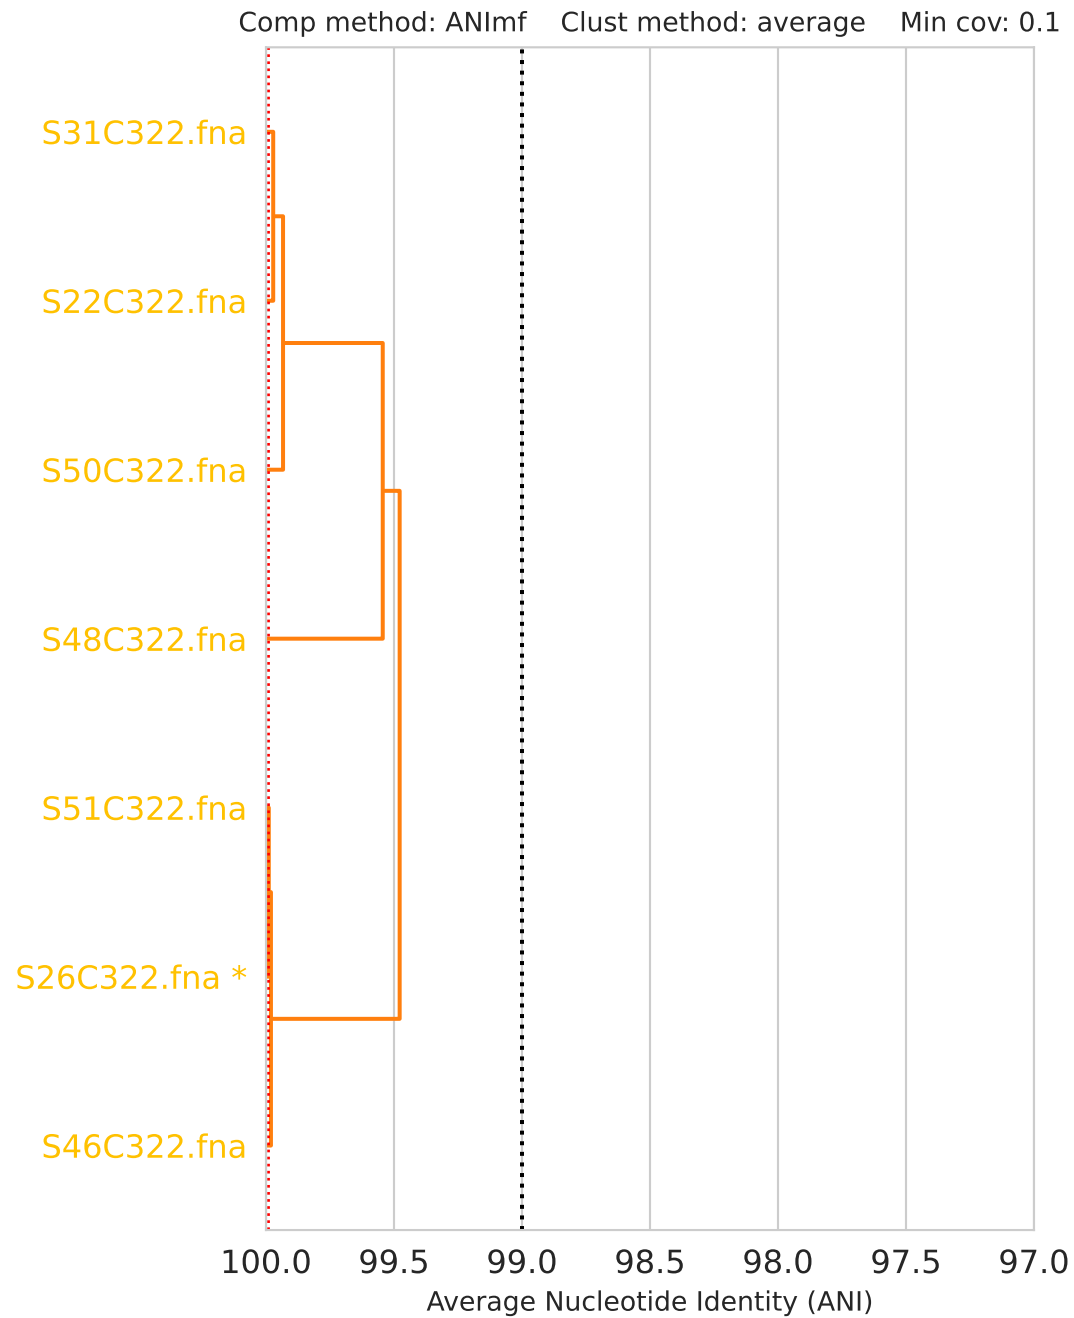 Comp method: ANImf    Clust method: average    Min cov: 0.1
S31C322.fna
S22C322.fna
S50C322.fna
S48C322.fna
S51C322.fna
S26C322.fna *
S46C322.fna
100.0 99.5 99.0 98.5 98.0 97.5 97.0
Average Nucleotide Identity (ANI)